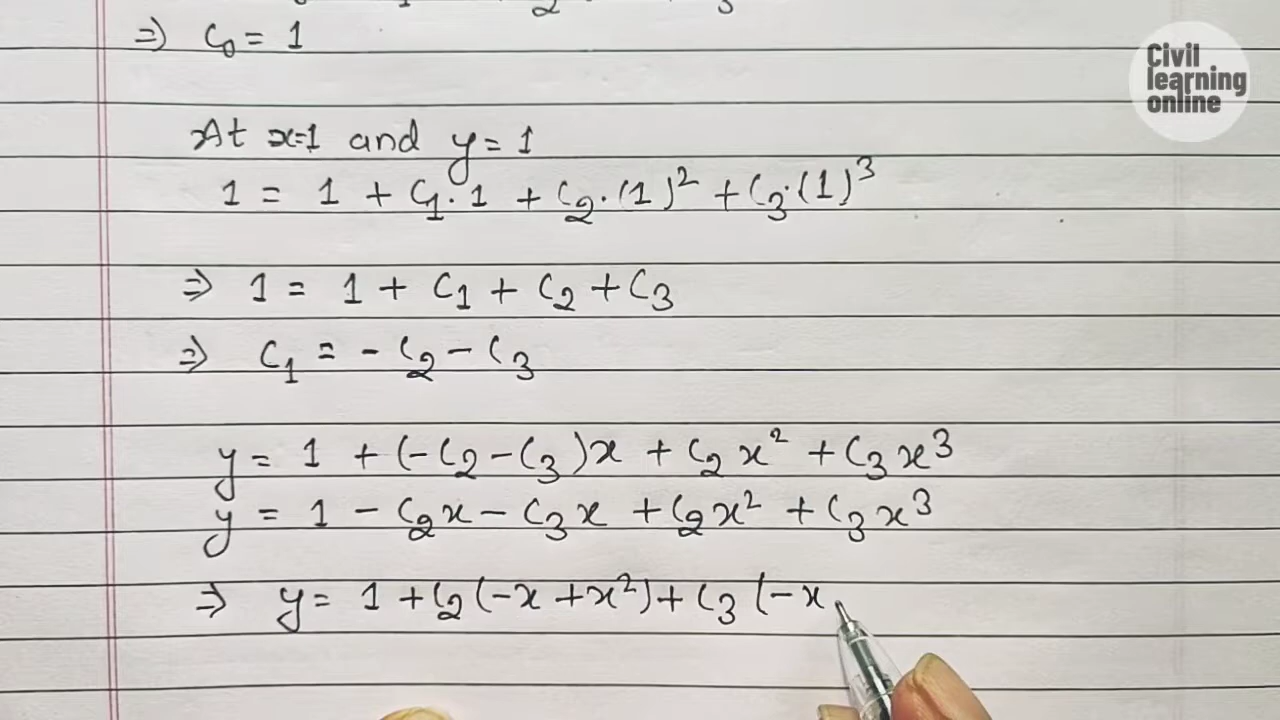 ⇒ C₀ = 1
Civil
learning
online
At x=1 and y = 1
1 = 1 + C₁·1 + C₂·(1)² + C₃·(1)³
⇒ 1 = 1 + C₁ + C₂ + C₃
⇒ C₁ = -C₂ - C₃
y = 1 + (-C₂ - C₃)x + C₂x² + C₃x³
y = 1 - C₂x - C₃x + C₂x² + C₃x³
⇒ y = 1 + C₂(-x + x²) + C₃(-x